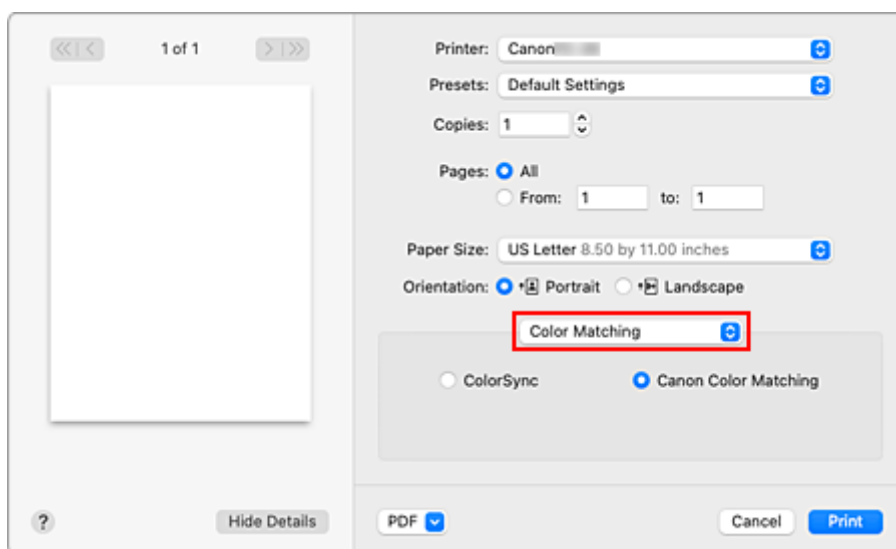 1 of 1
Printer: Canon
Presets: Default Settings
Copies: 1
Pages: All
From: 1 to: 1
Paper Size: US Letter 8.50 by 11.00 inches
Orientation: Portrait Landscape
Color Matching
ColorSync Canon Color Matching
? Hide Details PDF Cancel Print